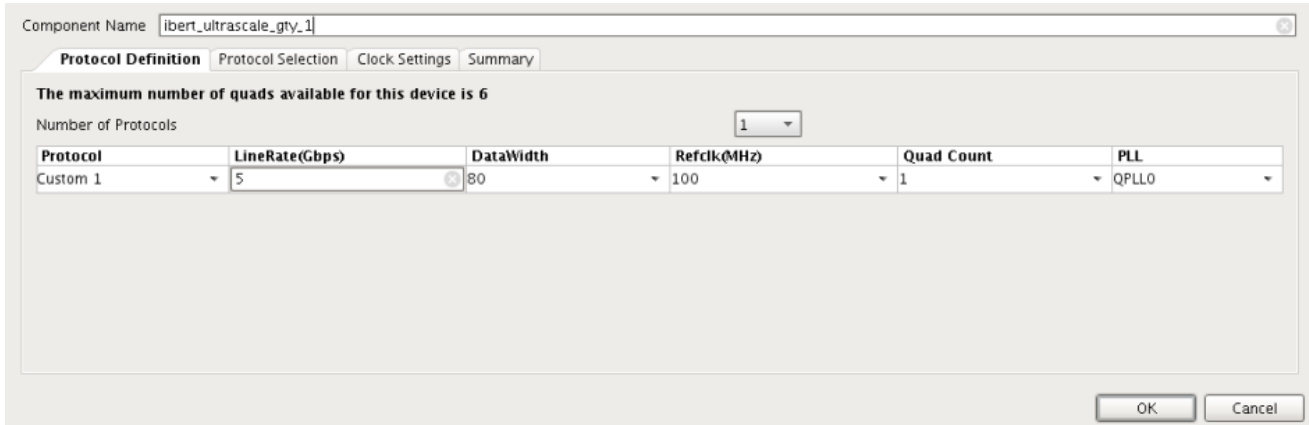 Component Name ibert_ultrascale_gty_1
Protocol Definition Protocol Selection Clock Settings Summary
The maximum number of quads available for this device is 6
Number of Protocols 1
Protocol LineRate(Gbps) DataWidth Refclk(MHz) Quad Count PLL
Custom 1 5 80 100 1 QPLL0
OK Cancel